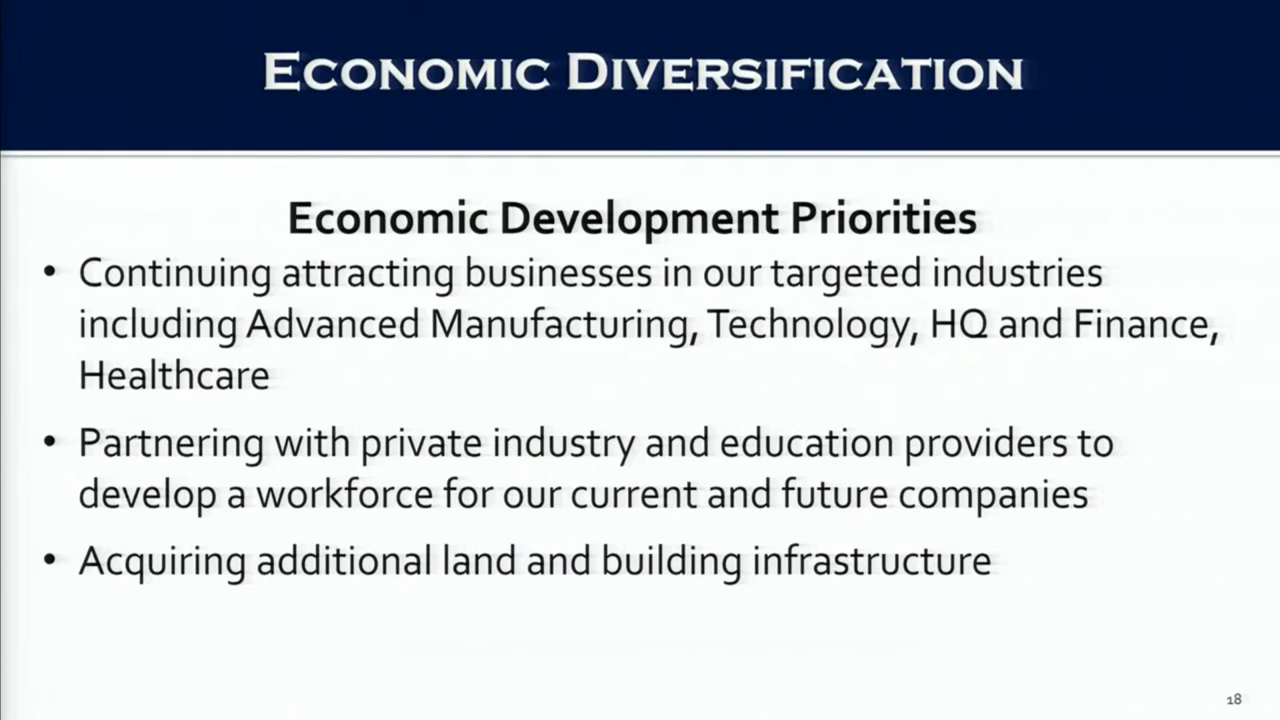 Economic Diversification
Economic Development Priorities
• Continuing attracting businesses in our targeted industries
including Advanced Manufacturing, Technology, HQ and Finance,
Healthcare
• Partnering with private industry and education providers to
develop a workforce for our current and future companies
• Acquiring additional land and building infrastructure
18